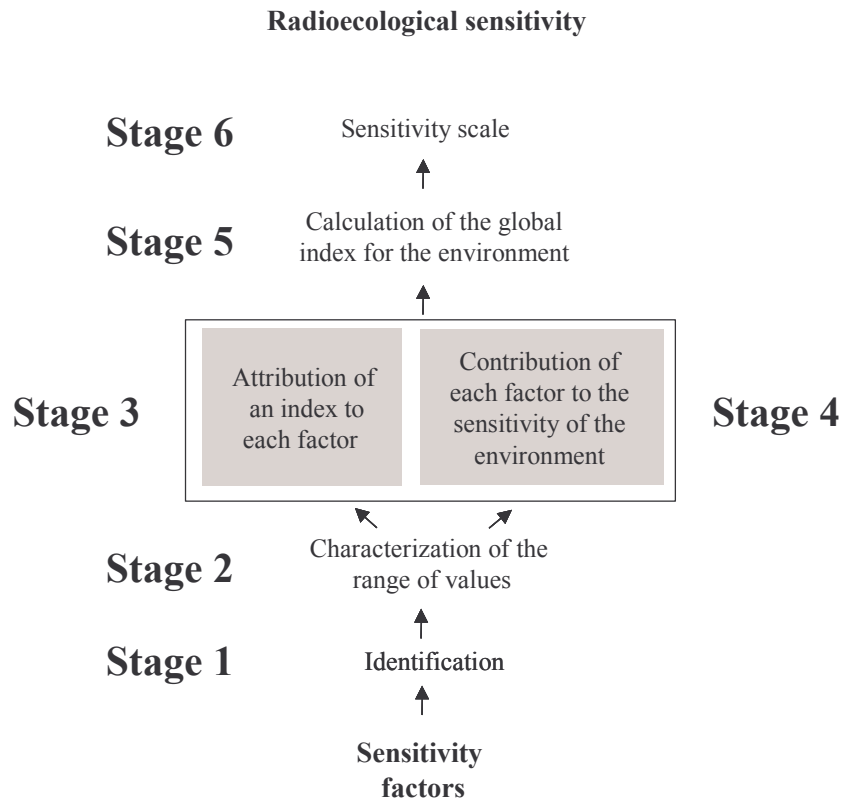 Radioecological sensitivity
Stage 6
Sensitivity scale
Stage 5
Calculation of the global
index for the environment
Stage 3
Attribution of
an index to
each factor
Contribution of
each factor to the
sensitivity of the
environment
Stage 4
Stage 2
Characterization of the
range of values
Stage 1
Identification
Sensitivity
factors